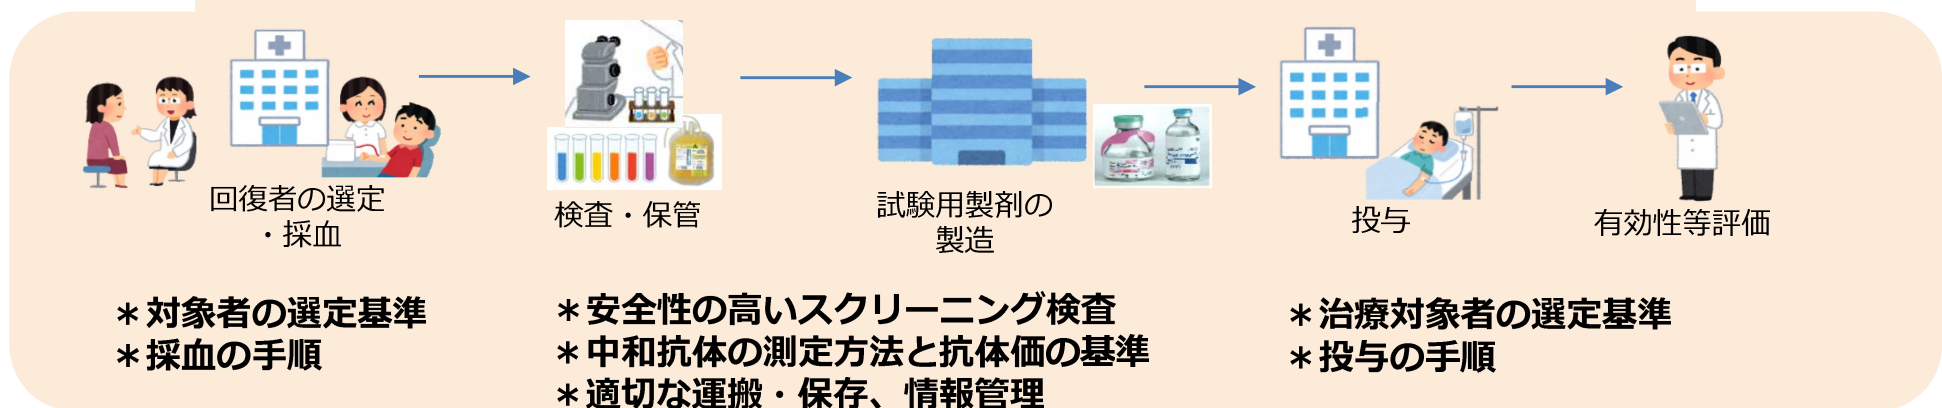 回復者の選定
・採血
検査・保管
試験用製剤の
製造
投与
有効性等評価
＊対象者の選定基準
＊採血の手順
＊安全性の高いスクリーニング検査
＊中和抗体の測定方法と抗体価の基準
＊適切な運搬・保存、情報管理
＊治療対象者の選定基準
＊投与の手順